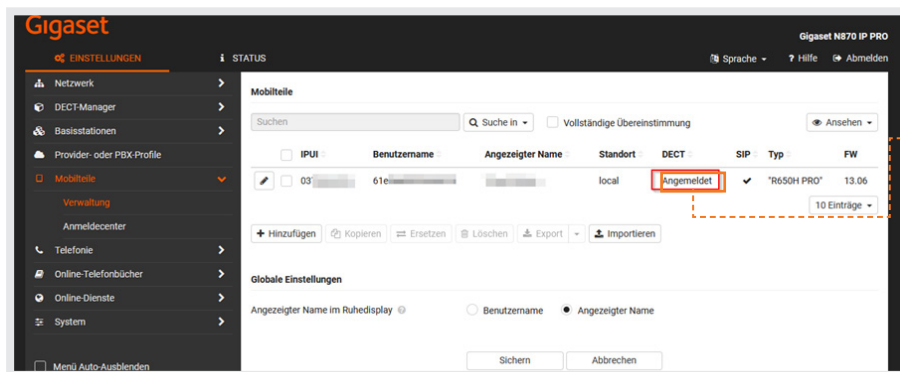 Gigaset
Gigaset N870 IP PRO
EINSTELLUNGEN
STATUS
Sprache
? Hilfe
Abmelden
Netzwerk
DECT-Manager
Basisstationen
Provider- oder PBX-Profile
Mobilteile
Verwaltung
Anmeldecenter
Telefonie
Online-Telefonbücher
Online-Dienste
System
Menü Auto-Ausblenden
Mobilteile
Suchen
Suche in
Vollständige Übereinstimmung
Ansehen
IPUI Benutzername Angezeigter Name Standort DECT SIP Typ FW
03 61e local Angemeldet ✔ "R650H PRO" 13.06
10 Einträge
+ Hinzufügen Kopieren Ersetzen Löschen Export Importieren
Globale Einstellungen
Angezeigter Name im Ruhedisplay Benutzername Angezeigter Name
Sichern Abbrechen